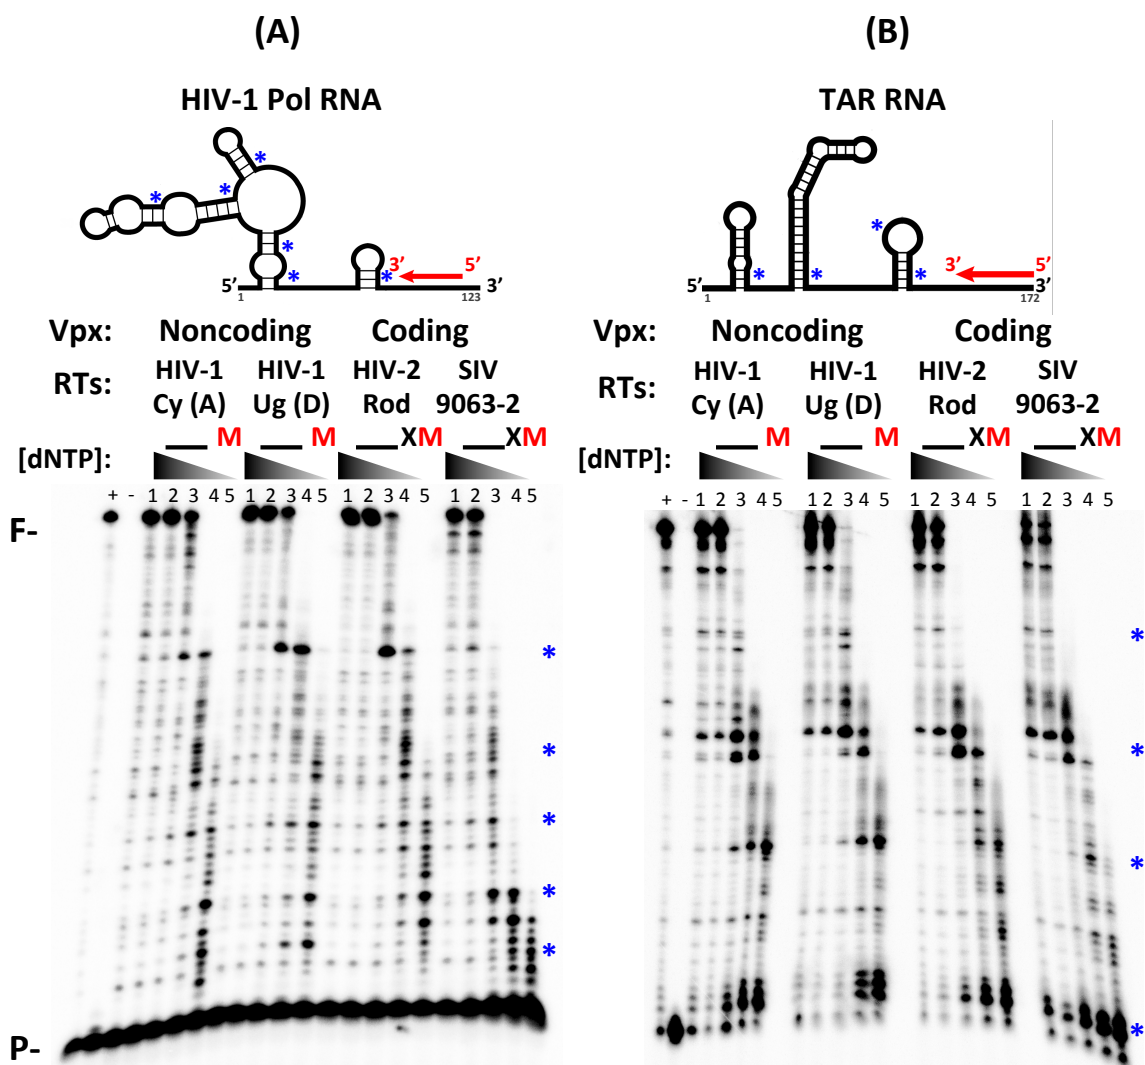 (A)
HIV-1 Pol RNA
* * * * * 3’ * 5’
5’ 3’
1 123
Vpx: Noncoding Coding
RTs: HIV-1 Cy (A) HIV-1 Ug (D) HIV-2 Rod SIV 9063-2
M M XM XM
[dNTP]:
+ - 1 2 3 4 5 1 2 3 4 5 1 2 3 4 5 1 2 3 4 5
F-
*
*
*
*
*
P-
(B)
TAR RNA
* * * * 3’ 5’
5’ 3’
1 172
Vpx: Noncoding Coding
RTs: HIV-1 Cy (A) HIV-1 Ug (D) HIV-2 Rod SIV 9063-2
M M XM XM
[dNTP]:
+ - 1 2 3 4 5 1 2 3 4 5 1 2 3 4 5 1 2 3 4 5
*
*
*
*